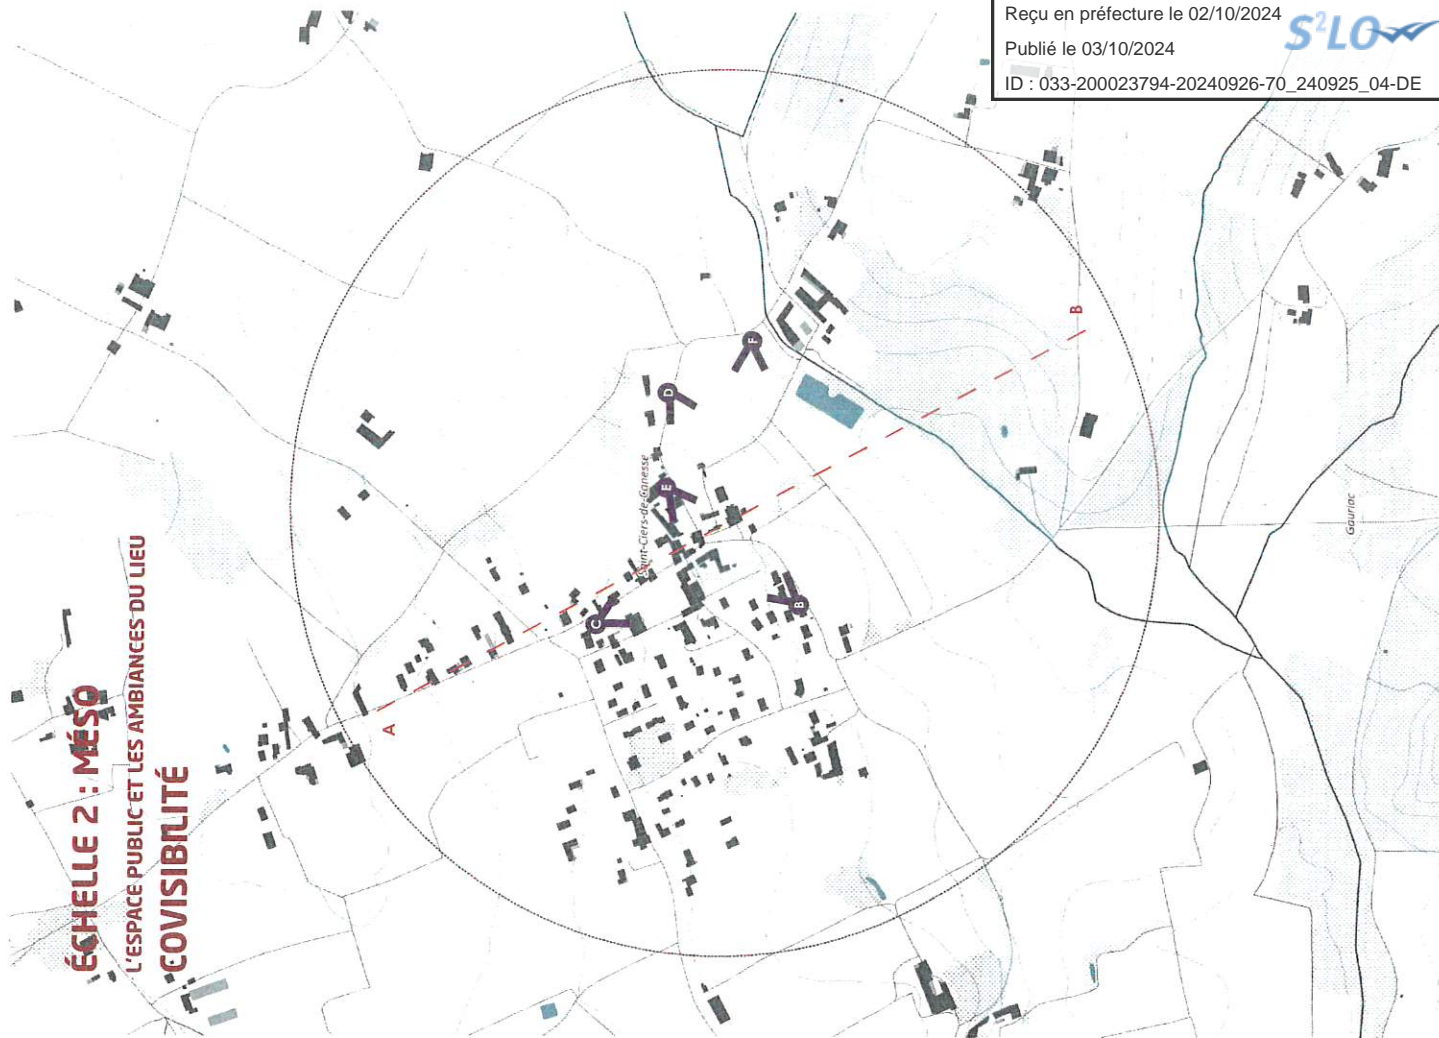 Reçu en préfecture le 02/10/2024
S²LOW
Publié le 03/10/2024
ID : 033-200023794-20240926-70_240925_04-DE
ÉCHELLE 2 : MÉSO
L'ESPACE PUBLIC ET LES AMBIANCES DU LIEU
COVISIBILITÉ
A
B
C
D
E
F
B
Saint-Ciers-de-Canesse
Gauriac